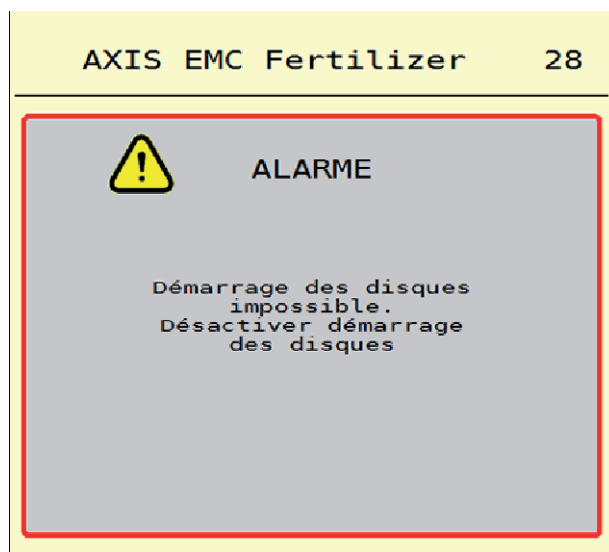 AXIS EMC Fertilizer 28
ALARME
Démarrage des disques
impossible.
Désactiver démarrage
des disques